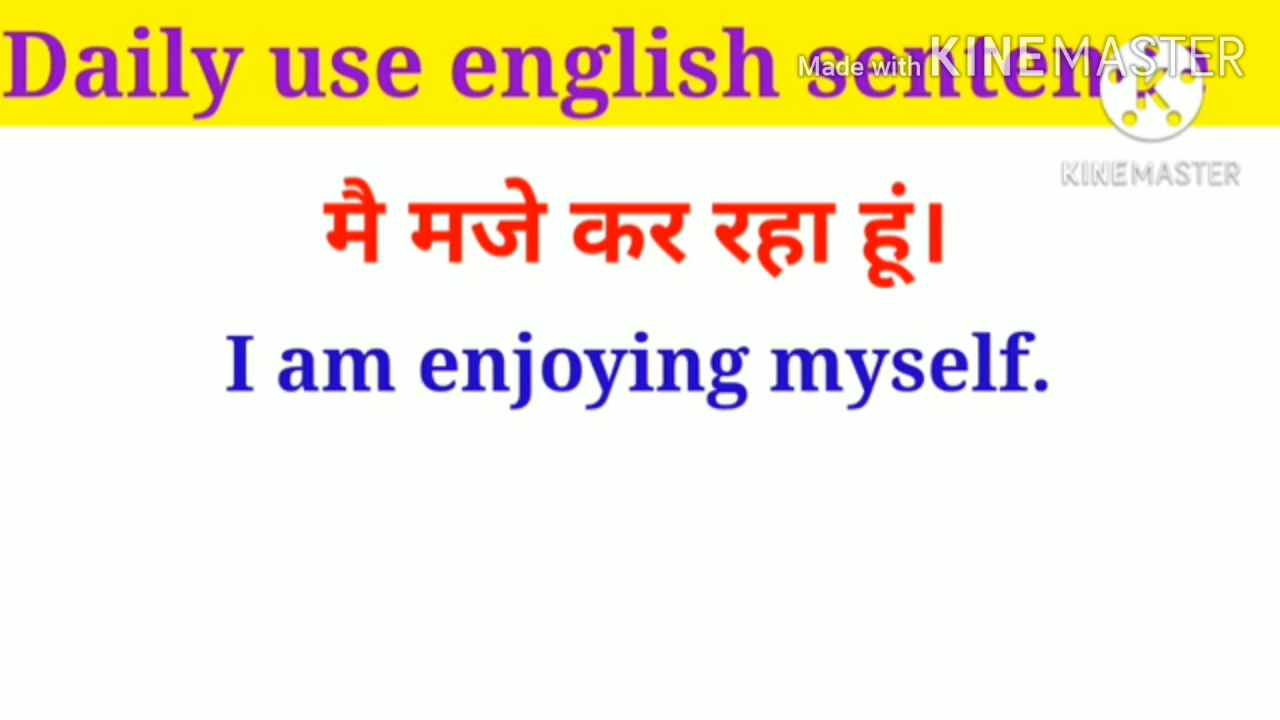 Daily use english
Made with KINEMASTER
KINEMASTER
मै मजे कर रहा हूं।
I am enjoying myself.